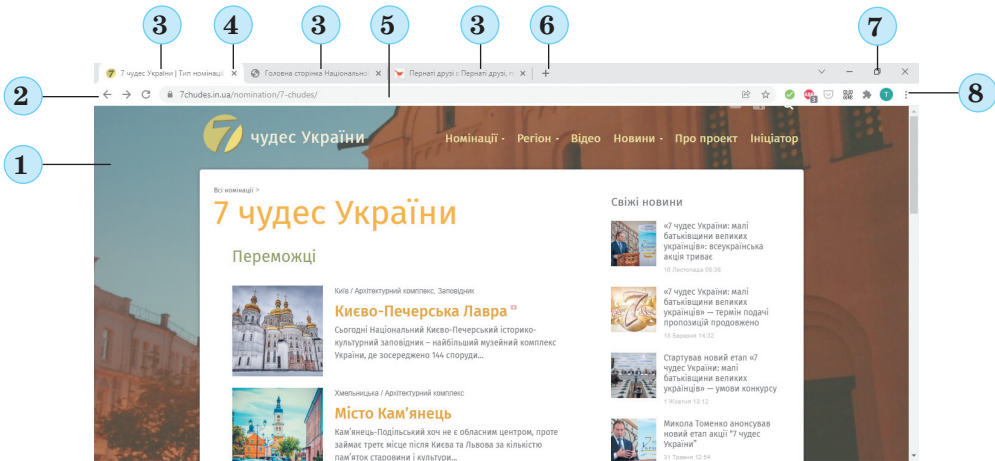 3
4
3
5
3
6
7
7 чудес України | Тип номінації
Головна сторінка Національно
Пернаті друзі :: Пернаті друзі, п
2
7chudes.in.ua/nomination/7-chudes/
3
T
8
1
7 чудес України
Номінації
Регіон
Відео
Новини
Про проект
Ініціатор
Всі номінації >
7 чудес України
Переможці
Київ / Архітектурний комплекс, Заповідник
Києво-Печерська Лавра
Сьогодні Національний Києво-Печерський історико-
культурний заповідник – найбільший музейний комплекс
України, де зосереджено 144 споруди...
Хмельницька / Архітектурний комплекс
Місто Кам’янець
Кам’янець-Подільський хоч не є обласним центром, проте
займає третє місце після Києва та Львова за кількістю
пам’яток старовини і культури...
Свіжі новини
«7 чудес України: малі
батьківщини великих
українців»: всеукраїнська
акція триває
16 Листопада 08:36
«7 чудес України: малі
батьківщини великих
українців» — термін подачі
пропозицій продовжено
18 Березня 14:32
Стартував новий етап «7
чудес України: малі
батьківщини великих
українців» — умови конкурсу
1 Жовтня 13:12
Микола Томенко анонсував
новий етап акції "7 чудес
України"
31 Травня 12:54